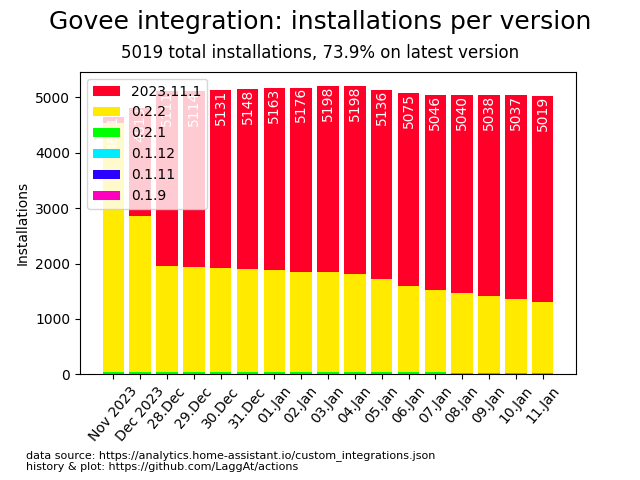 Govee integration: installations per version
5019 total installations, 73.9% on latest version
Installations
5000
4000
3000
2000
1000
0
2023.11.1
0.2.2
0.2.1
0.1.12
0.1.11
0.1.9
5114
5131
5148
5163
5176
5198
5198
5136
5075
5046
5040
5038
5037
5019
Nov 2023
Dec 2023
28.Dec
29.Dec
30.Dec
31.Dec
01.Jan
02.Jan
03.Jan
04.Jan
05.Jan
06.Jan
07.Jan
08.Jan
09.Jan
10.Jan
11.Jan
data source: https://analytics.home-assistant.io/custom_integrations.json
history & plot: https://github.com/LaggAt/actions